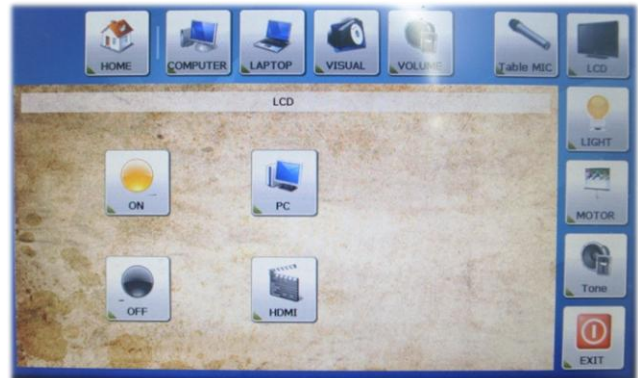 HOME
COMPUTER
LAPTOP
VISUAL
VOLUME
Table MIC
LCD
LCD
LIGHT
ON
PC
MOTOR
OFF
HDMI
Tone
EXIT